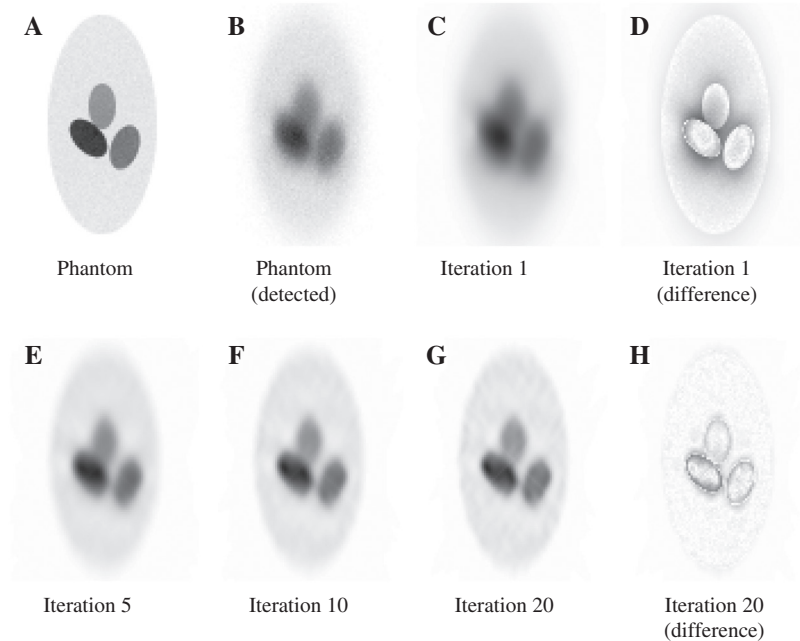 A
B
C
D
Phantom
Phantom
(detected)
Iteration 1
Iteration 1
(difference)
E
F
G
H
Iteration 5
Iteration 10
Iteration 20
Iteration 20
(difference)